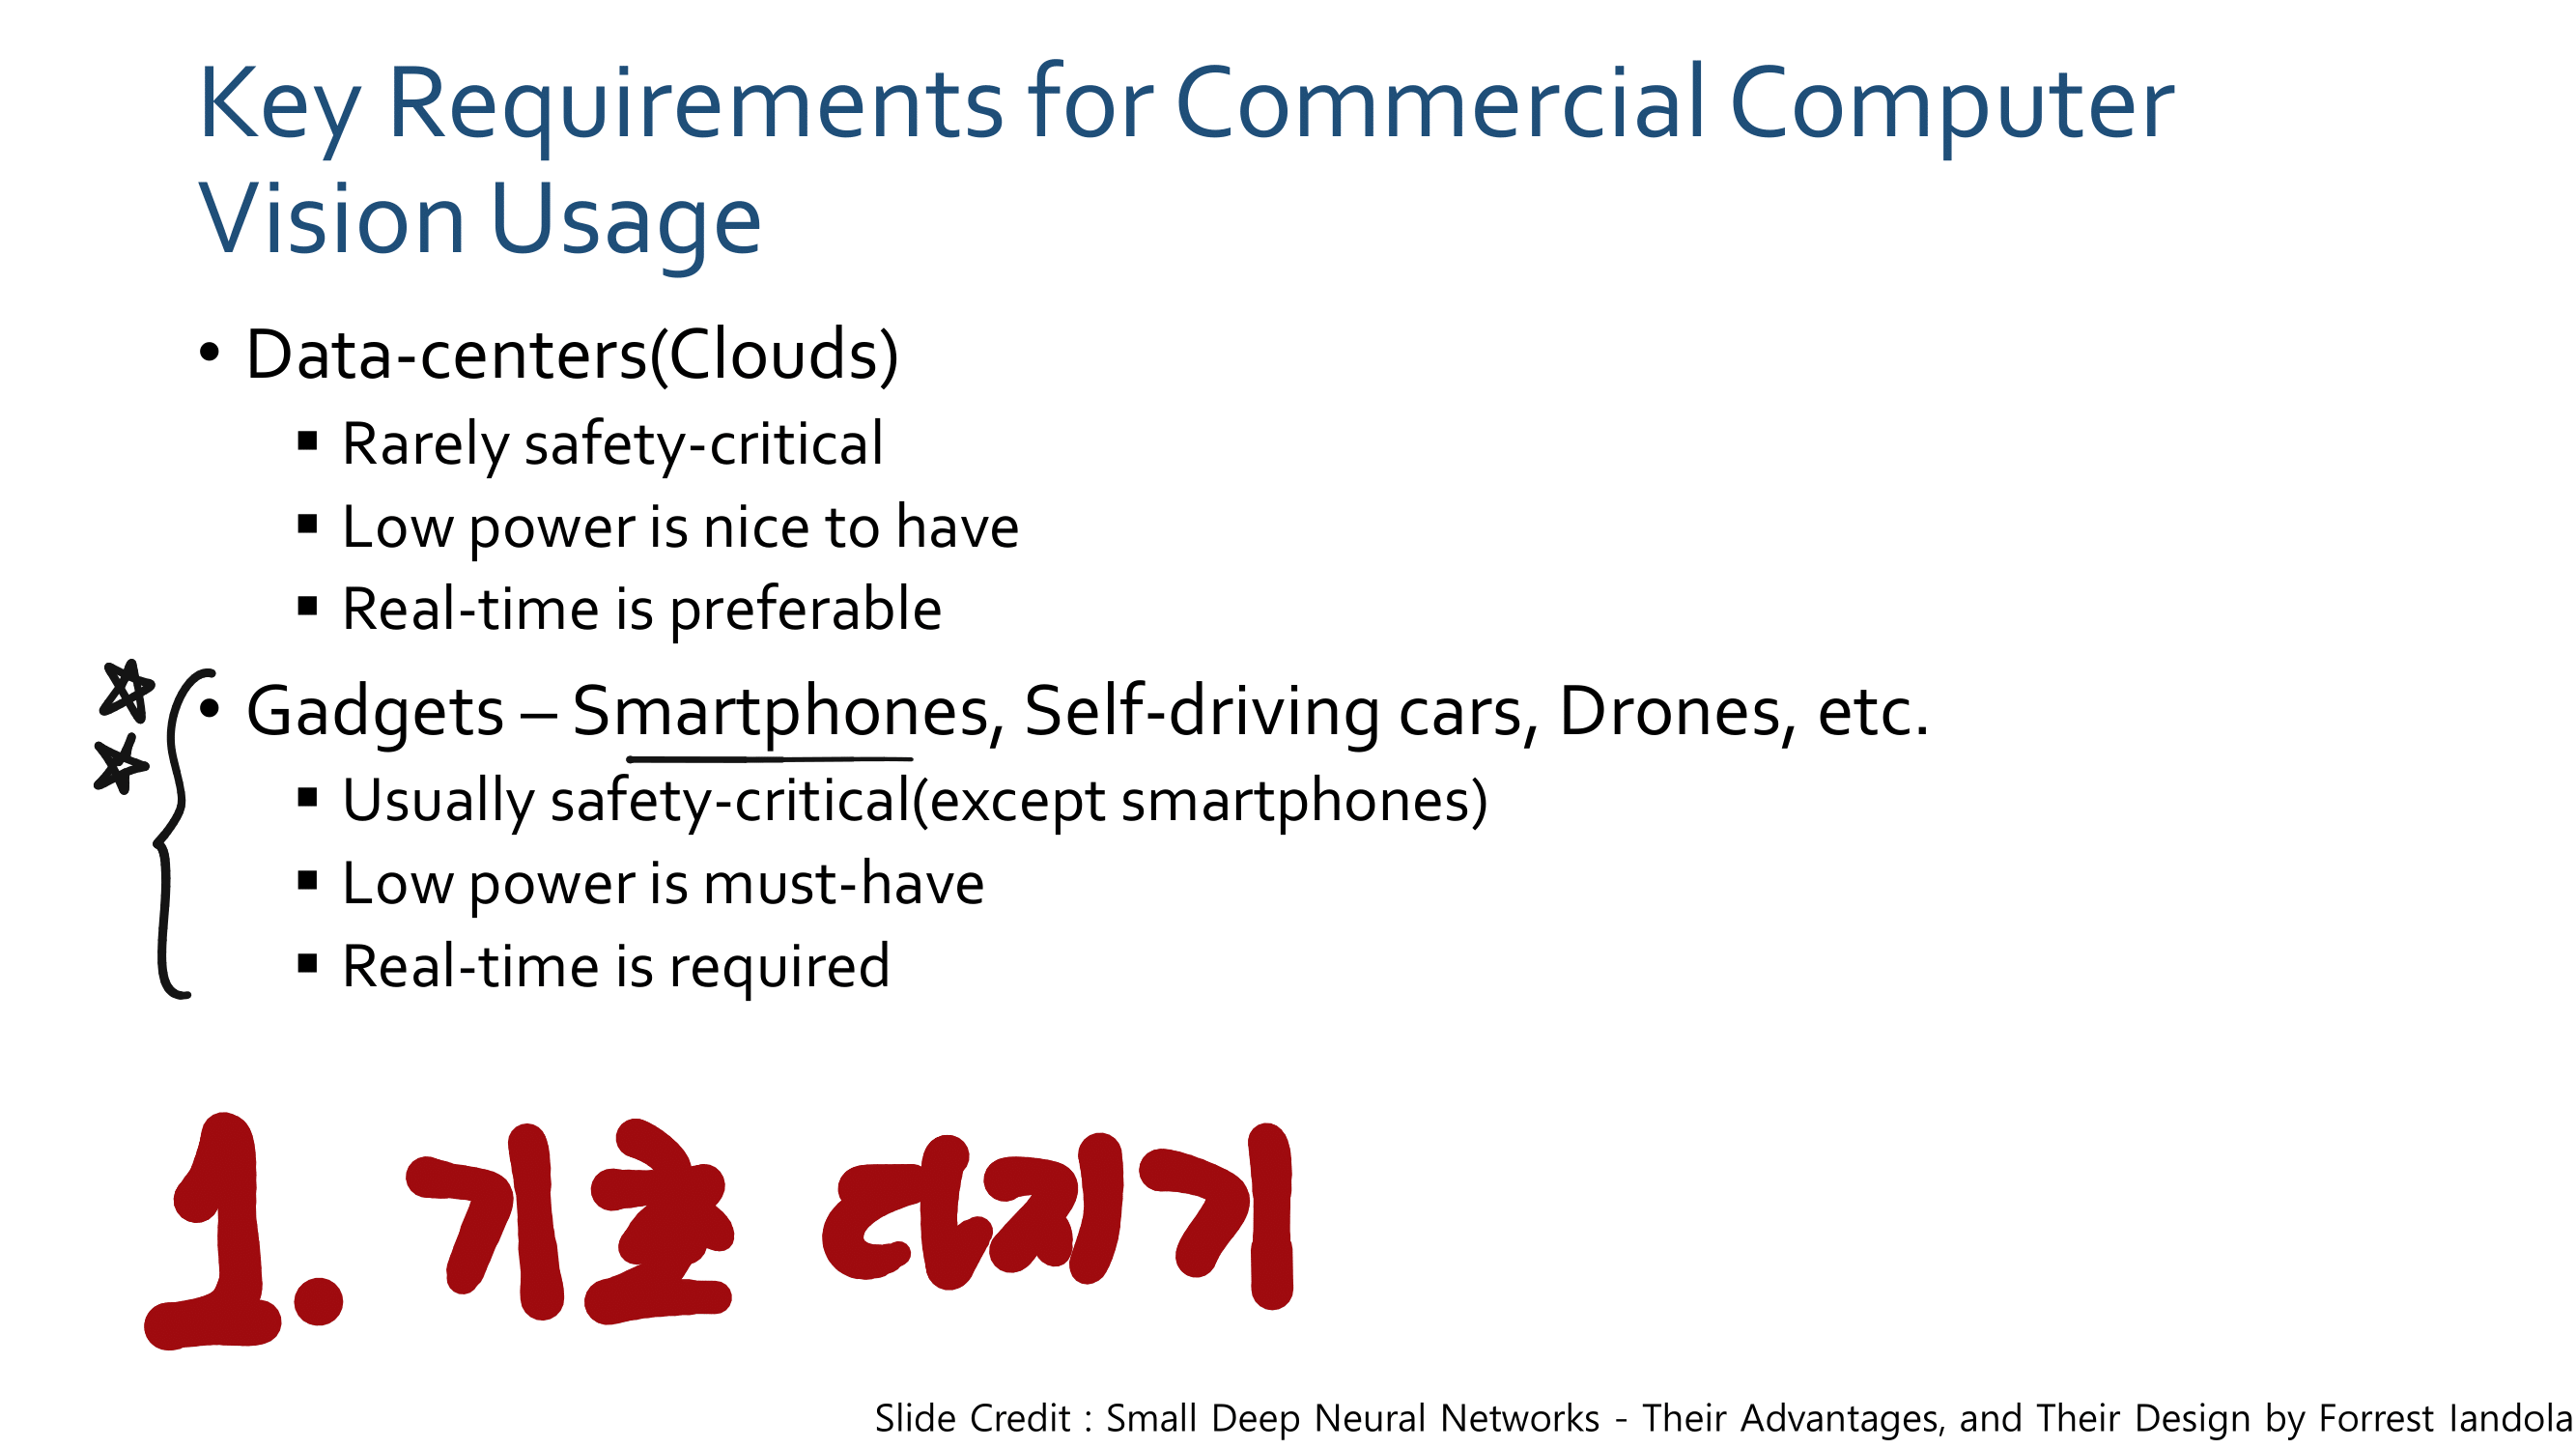 Key Requirements for Commercial Computer
Vision Usage
• Data-centers(Clouds)
▪ Rarely safety-critical
▪ Low power is nice to have
▪ Real-time is preferable
• Gadgets – Smartphones, Self-driving cars, Drones, etc.
▪ Usually safety-critical(except smartphones)
▪ Low power is must-have
▪ Real-time is required
1. 기초 다지기
Slide Credit : Small Deep Neural Networks - Their Advantages, and Their Design by Forrest Iandola